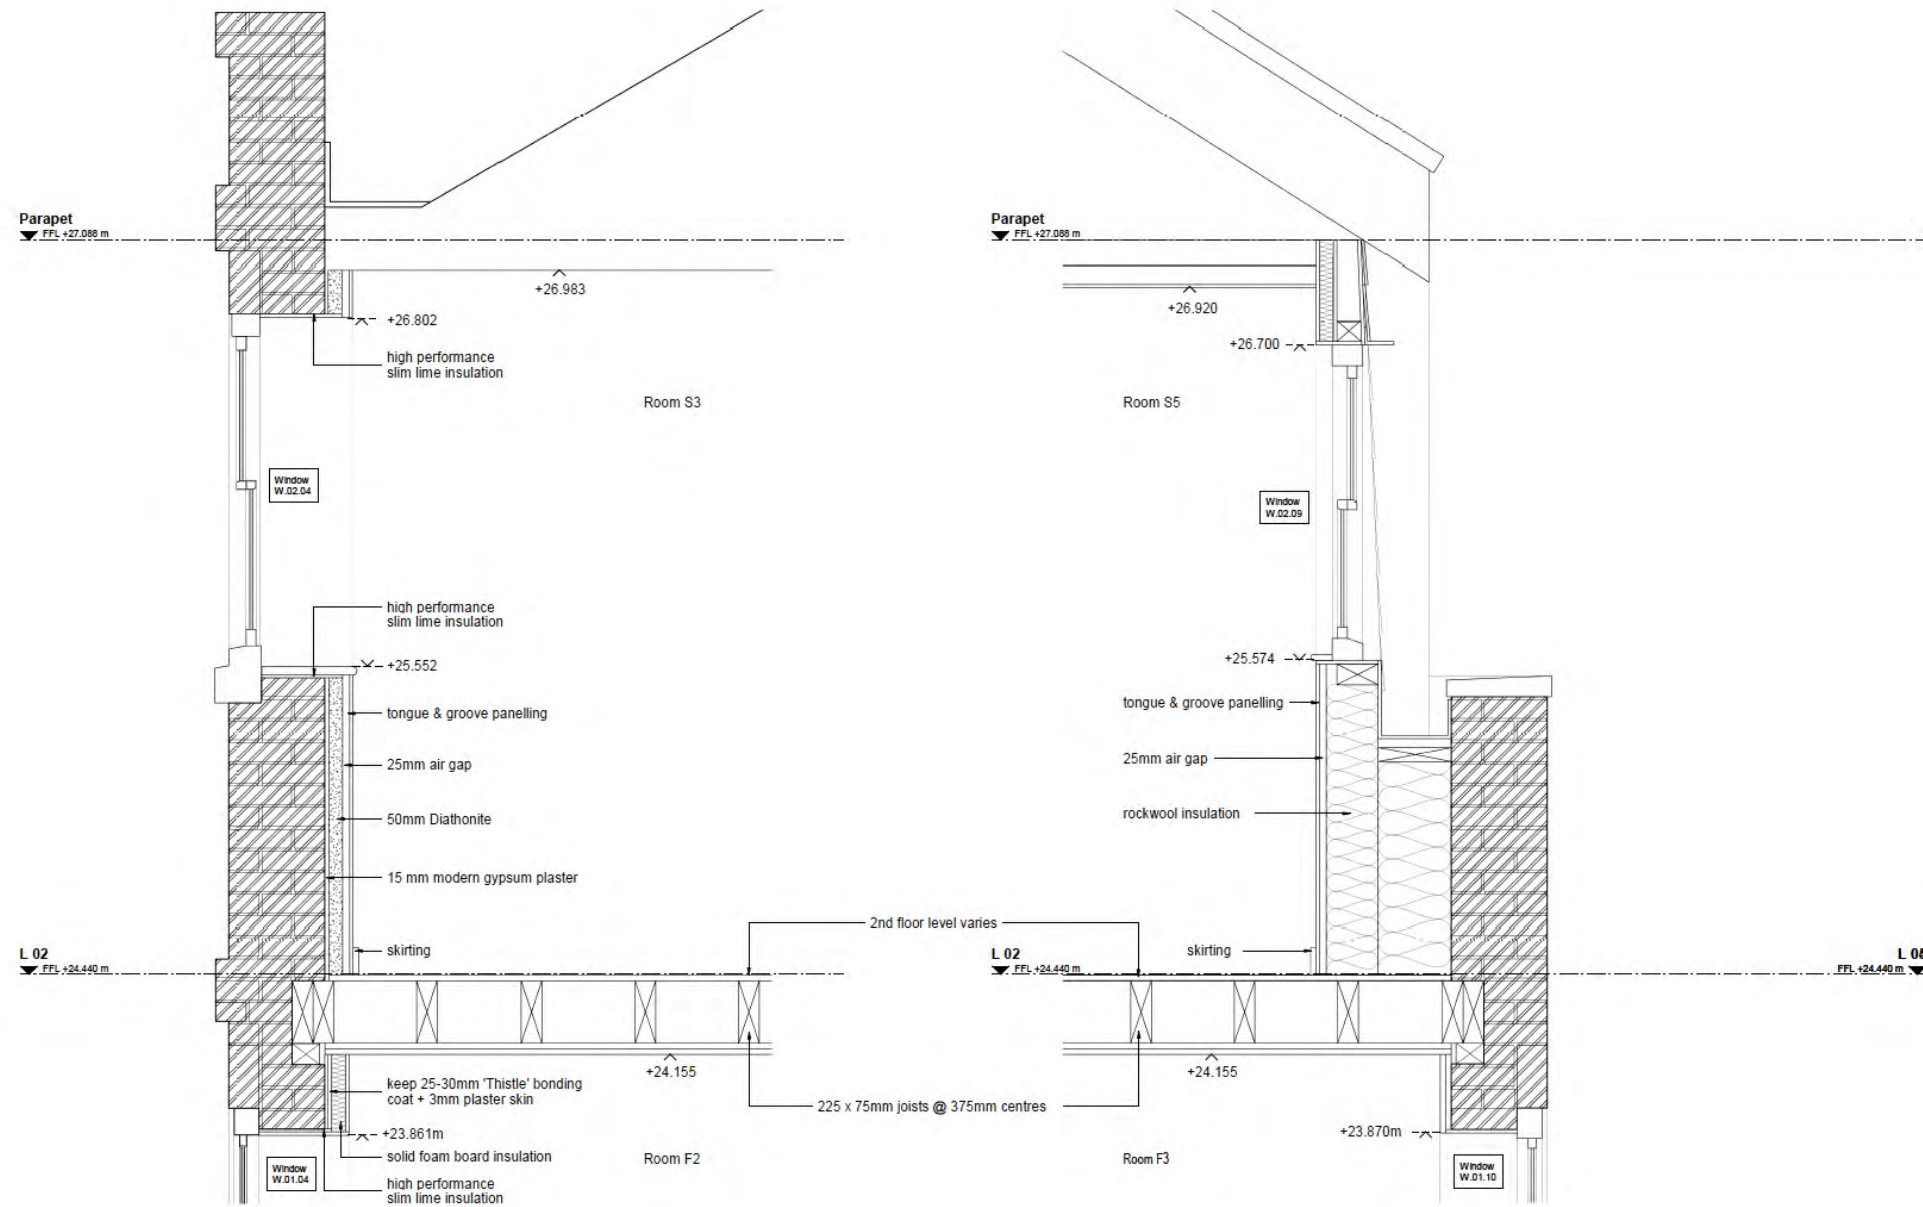 Parapet
FFL +27.088 m
+26.983
+26.802
high performance
slim lime insulation
Room S3
Window
W.02.04
high performance
slim lime insulation
+25.552
tongue & groove panelling
25mm air gap
50mm Diathonite
15 mm modern gypsum plaster
skirting
L 02
FFL +24.440 m
2nd floor level varies
+24.155
keep 25-30mm 'Thistle' bonding
coat + 3mm plaster skin
225 x 75mm joists @ 375mm centres
+23.861m
solid foam board insulation
Room F2
Window
W.01.04
high performance
slim lime insulation
Parapet
FFL +27.088 m
+26.920
+26.700
Room S5
Window
W.02.09
+25.574
tongue & groove panelling
25mm air gap
rockwool insulation
skirting
L 02
FFL +24.440 m
L 05
FFL +24.440 m
+24.155
+23.870m
Room F3
Window
W.01.10